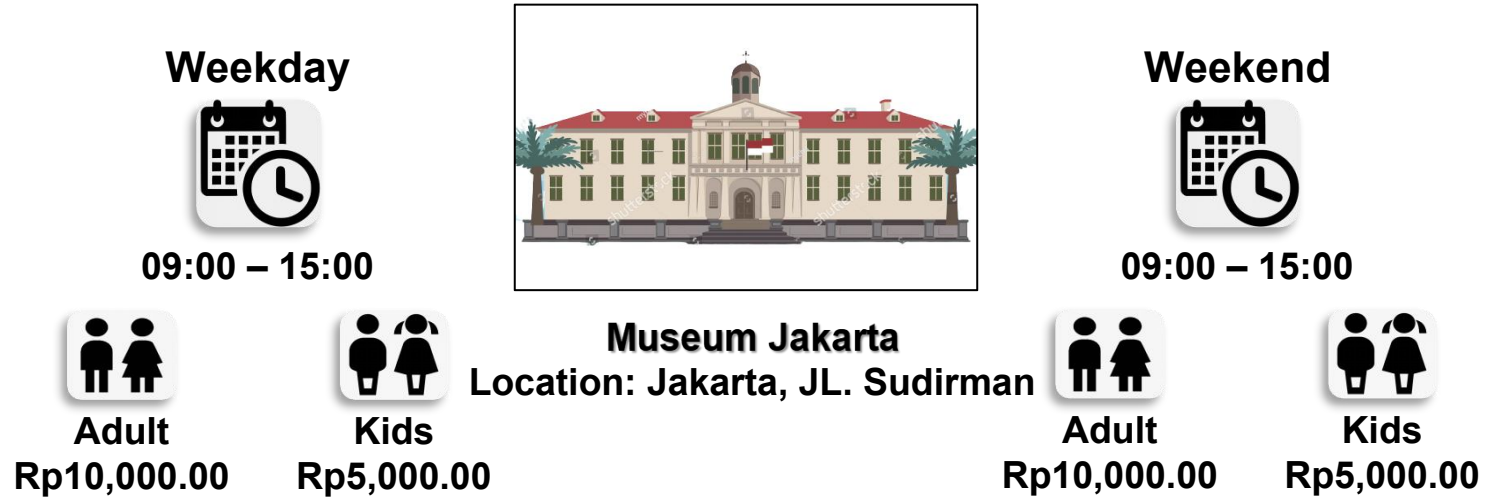 Weekday
09:00 – 15:00
Adult
Rp10,000.00
Kids
Rp5,000.00
shutterstock
Museum Jakarta
Location: Jakarta, JL. Sudirman
Weekend
09:00 – 15:00
Adult
Rp10,000.00
Kids
Rp5,000.00